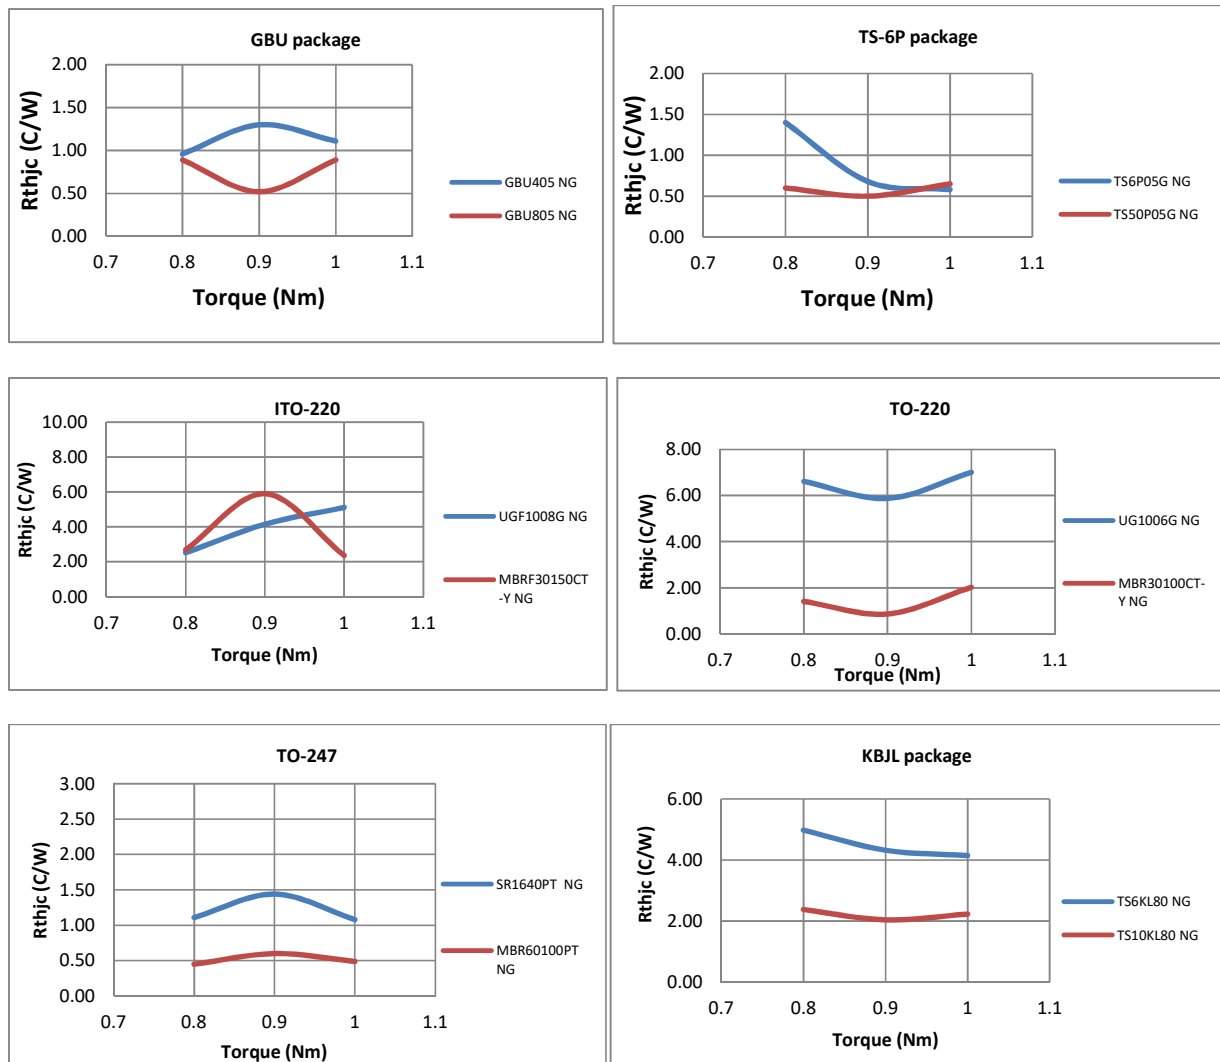 GBU package
2.00
1.50
1.00
0.50
0.00
Rthjc (C/W)
0.7 0.8 0.9 1 1.1
Torque (Nm)
GBU405 NG
GBU805 NG
TS-6P package
2.00
1.50
1.00
0.50
0.00
Rthjc (C/W)
0.7 0.8 0.9 1 1.1
Torque (Nm)
TS6P05G NG
TS50P05G NG
ITO-220
10.00
8.00
6.00
4.00
2.00
0.00
Rthjc (C/W)
0.7 0.8 0.9 1 1.1
Torque (Nm)
UGF1008G NG
MBRF30150CT
-Y NG
TO-220
8.00
6.00
4.00
2.00
0.00
Rthjc (C/W)
0.7 0.8 0.9 1 1.1
Torque (Nm)
UG1006G NG
MBR30100CT-
Y NG
TO-247
3.00
2.50
2.00
1.50
1.00
0.50
0.00
Rthjc (C/W)
0.7 0.8 0.9 1 1.1
Torque (Nm)
SR1640PT NG
MBR60100PT
NG
KBJL package
6.00
4.00
2.00
0.00
Rthjc (C/W)
0.7 0.8 0.9 1 1.1
Torque (Nm)
TS6KL80 NG
TS10KL80 NG